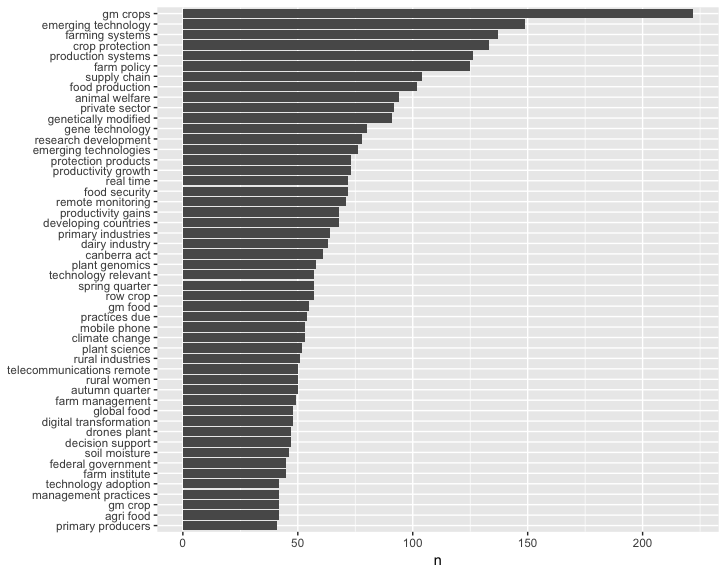 gm crops
emerging technology
farming systems
crop protection
production systems
farm policy
supply chain
food production
animal welfare
private sector
genetically modified
gene technology
research development
emerging technologies
protection products
productivity growth
real time
food security
remote monitoring
productivity gains
developing countries
primary industries
dairy industry
canberra act
plant genomics
technology relevant
spring quarter
row crop
gm food
practices due
mobile phone
climate change
plant science
rural industries
telecommunications remote
rural women
autumn quarter
farm management
global food
digital transformation
drones plant
decision support
soil moisture
federal government
farm institute
technology adoption
management practices
gm crop
agri food
primary producers
0 50 100 150 200
n